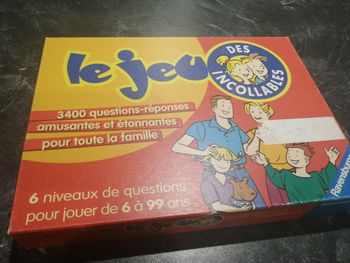 le jeu
DES
INCOLLABLES
3400 questions-réponses
amusantes et étonnantes
pour toute la famille
6 niveaux de questions
pour jouer de 6 à 99 ans
Ravensburger